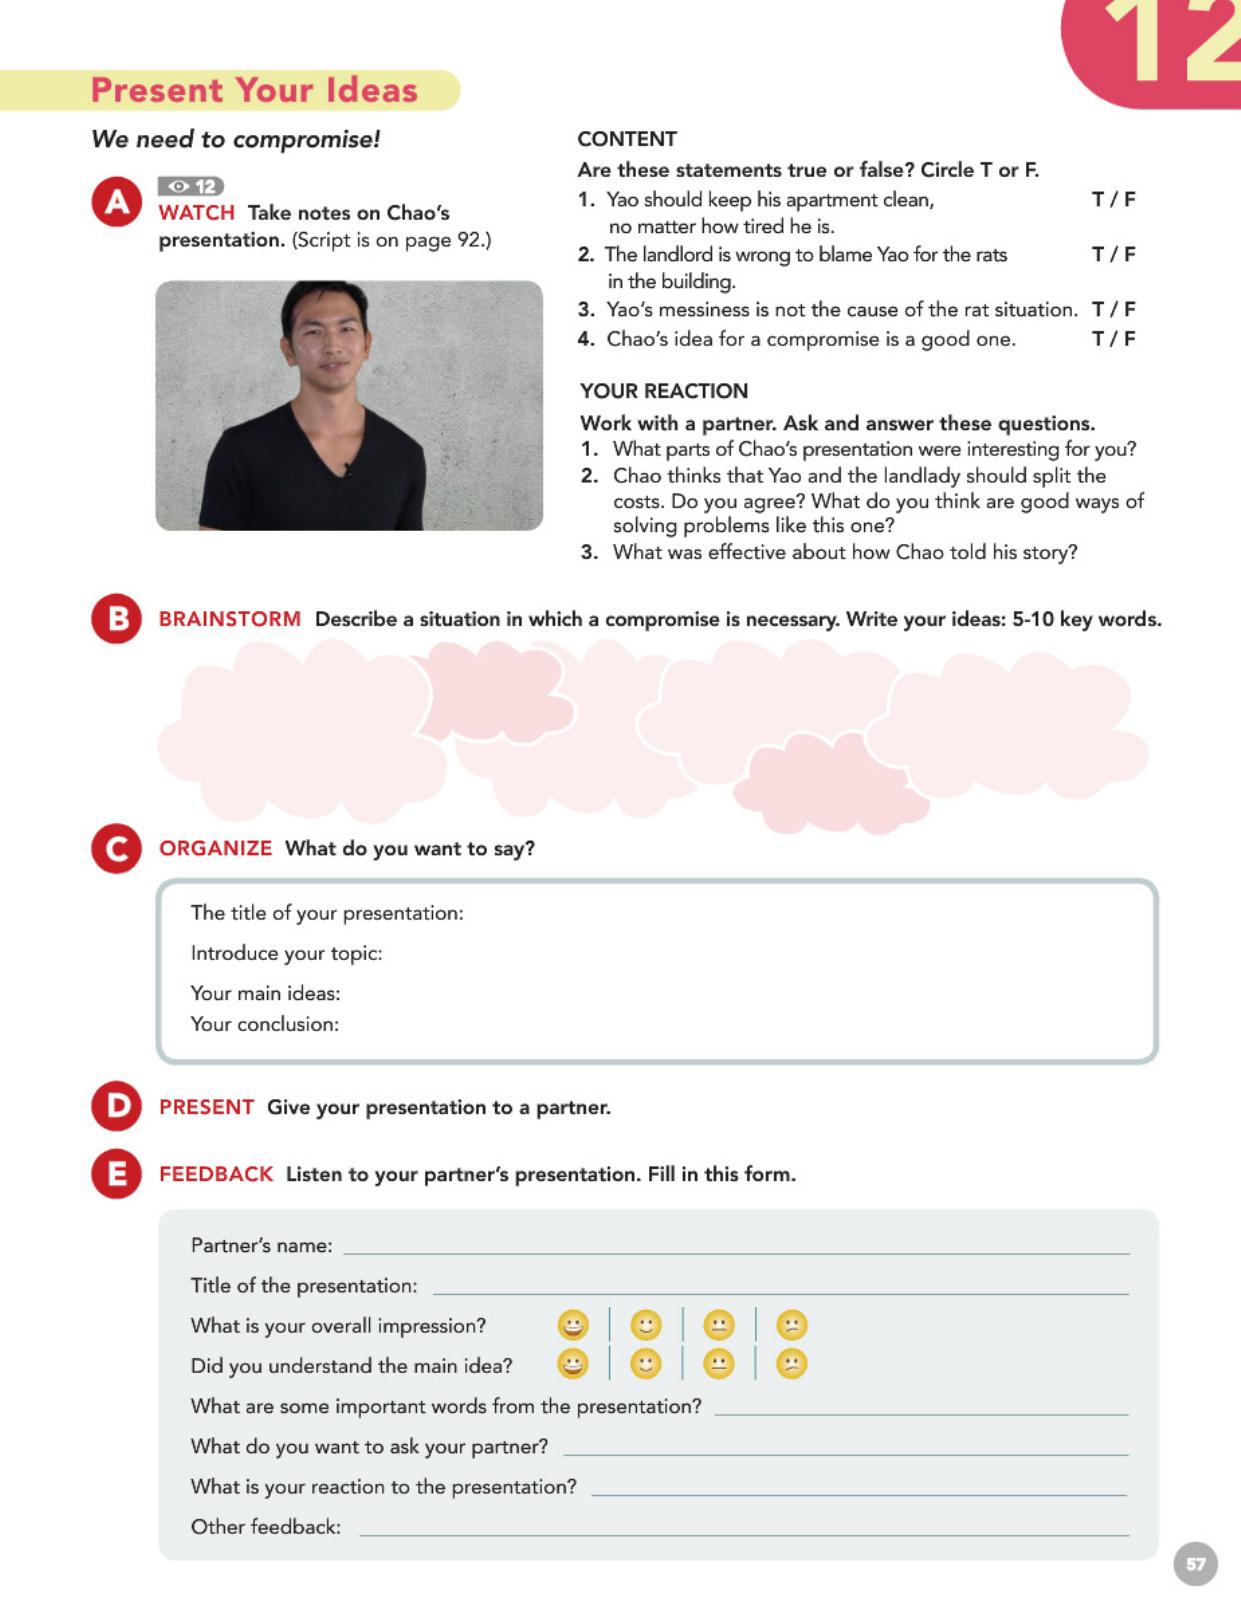 12
Present Your Ideas
We need to compromise!
A
12
WATCH Take notes on Chao's
presentation. (Script is on page 92.)
CONTENT
Are these statements true or false? Circle T or F.
1. Yao should keep his apartment clean, T / F
no matter how tired he is.
2. The landlord is wrong to blame Yao for the rats T / F
in the building.
3. Yao's messiness is not the cause of the rat situation. T / F
4. Chao's idea for a compromise is a good one. T / F
YOUR REACTION
Work with a partner. Ask and answer these questions.
1. What parts of Chao's presentation were interesting for you?
2. Chao thinks that Yao and the landlady should split the
costs. Do you agree? What do you think are good ways of
solving problems like this one?
3. What was effective about how Chao told his story?
B
BRAINSTORM Describe a situation in which a compromise is necessary. Write your ideas: 5-10 key words.
C
ORGANIZE What do you want to say?
The title of your presentation:
Introduce your topic:
Your main ideas:
Your conclusion:
D
PRESENT Give your presentation to a partner.
E
FEEDBACK Listen to your partner's presentation. Fill in this form.
Partner's name:
Title of the presentation:
What is your overall impression?
Did you understand the main idea?
What are some important words from the presentation?
What do you want to ask your partner?
What is your reaction to the presentation?
Other feedback:
57